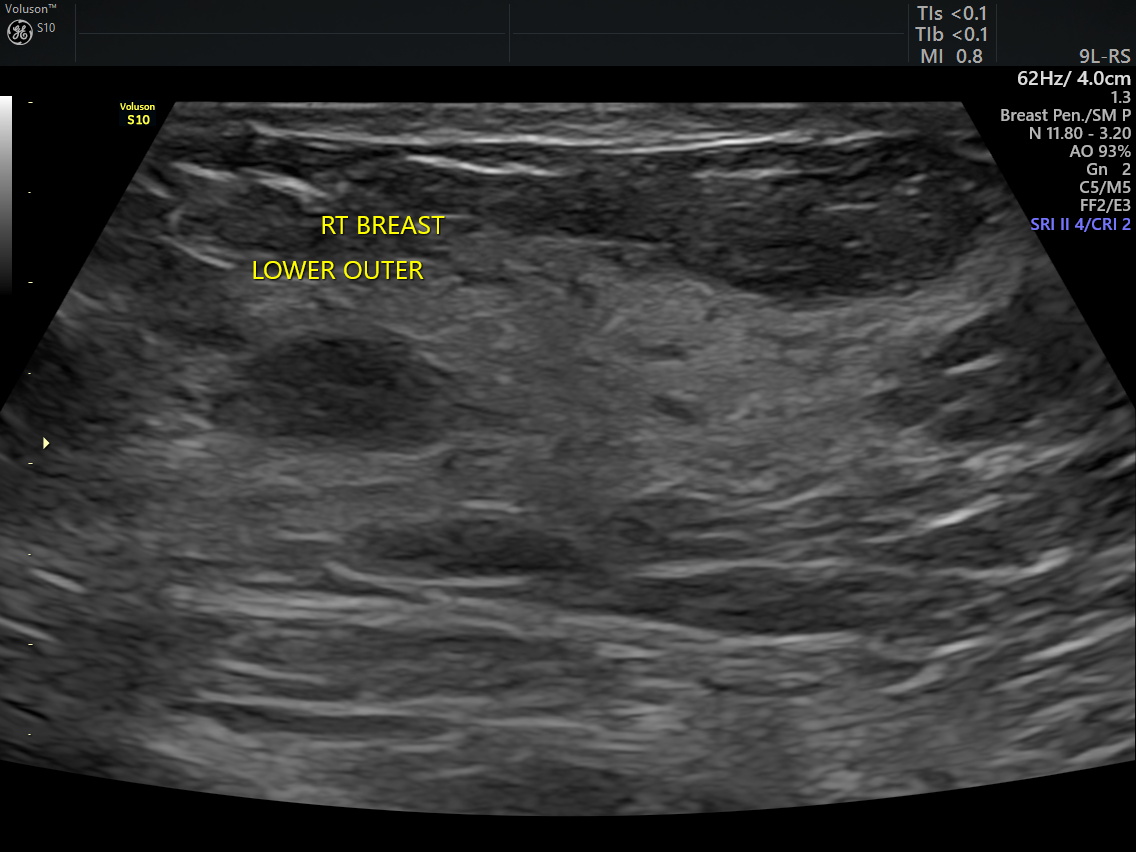 Voluson™
S10
TIs <0.1
TIb <0.1
MI 0.8
9L-RS
62Hz/ 4.0cm
1.3
Breast Pen./SM P
N 11.80 - 3.20
AO 93%
Gn 2
C5/M5
FF2/E3
SRI II 4/CRI 2
Voluson
S10
RT BREAST
LOWER OUTER